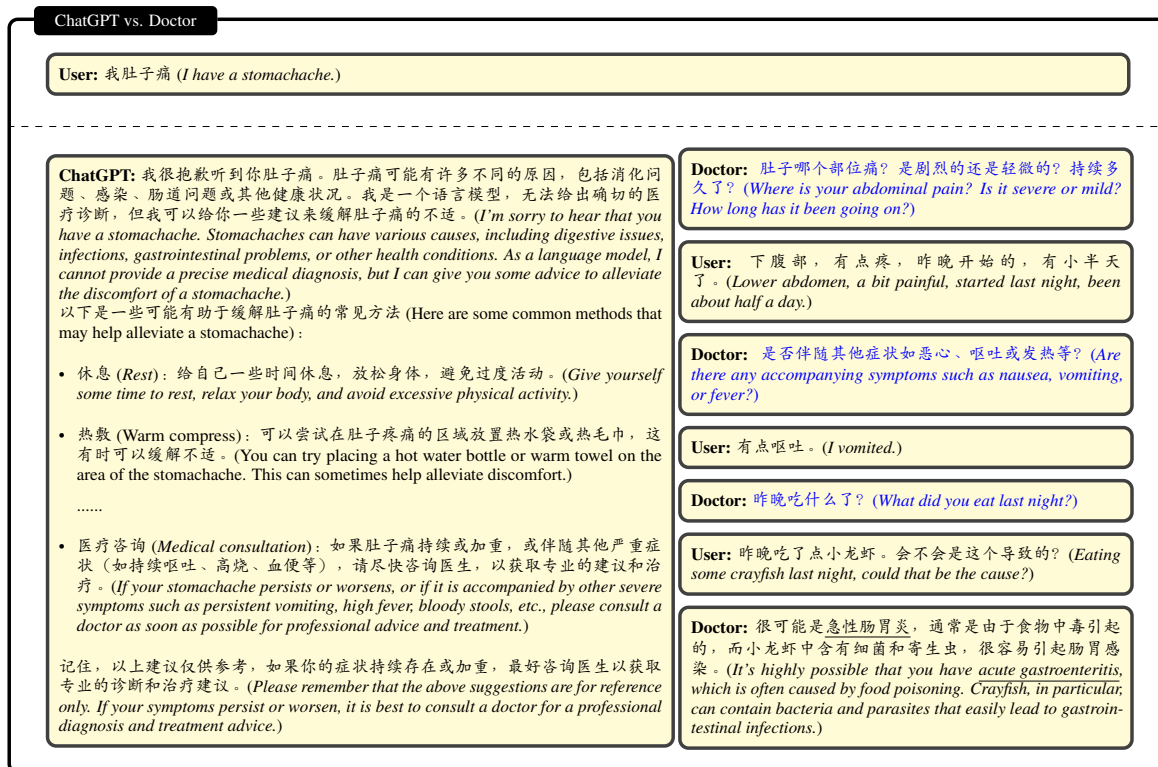 ChatGPT vs. Doctor
User: 我肚子痛 (I have a stomachache.)
ChatGPT: 我很抱歉听到你肚子痛。肚子痛可能有许多不同的原因，包括消化问
题、感染、肠道问题或其他健康状况。我是一个语言模型，无法给出确切的医
疗诊断，但我可以给你一些建议来缓解肚子痛的不适。(I'm sorry to hear that you
have a stomachache. Stomachaches can have various causes, including digestive issues,
infections, gastrointestinal problems, or other health conditions. As a language model, I
cannot provide a precise medical diagnosis, but I can give you some advice to alleviate
the discomfort of a stomachache.)
以下是一些可能有助于缓解肚子痛的常见方法 (Here are some common methods that
may help alleviate a stomachache)：
• 休息 (Rest)：给自己一些时间休息，放松身体，避免过度活动。(Give yourself
some time to rest, relax your body, and avoid excessive physical activity.)
• 热敷 (Warm compress)：可以尝试在肚子疼痛的区域放置热水袋或热毛巾，这
有时可以缓解不适。(You can try placing a hot water bottle or warm towel on the
area of the stomachache. This can sometimes help alleviate discomfort.)
......
• 医疗咨询 (Medical consultation)：如果肚子痛持续或加重，或伴随其他严重症
状（如持续呕吐、高烧、血便等），请尽快咨询医生，以获取专业的建议和治
疗。(If your stomachache persists or worsens, or if it is accompanied by other severe
symptoms such as persistent vomiting, high fever, bloody stools, etc., please consult a
doctor as soon as possible for professional advice and treatment.)
记住，以上建议仅供参考，如果你的症状持续存在或加重，最好咨询医生以获取
专业的诊断和治疗建议。(Please remember that the above suggestions are for reference
only. If your symptoms persist or worsen, it is best to consult a doctor for a professional
diagnosis and treatment advice.)
Doctor: 肚子哪个部位痛？是剧烈的还是轻微的？持续多
久了？(Where is your abdominal pain? Is it severe or mild?
How long has it been going on?)
User: 下腹部，有点疼，昨晚开始的，有小半天
了。(Lower abdomen, a bit painful, started last night, been
about half a day.)
Doctor: 是否伴随其他症状如恶心、呕吐或发热等？(Are
there any accompanying symptoms such as nausea, vomiting,
or fever?)
User: 有点呕吐。(I vomited.)
Doctor: 昨晚吃什么了？(What did you eat last night?)
User: 昨晚吃了点小龙虾。会不会是这个导致的？(Eating
some crayfish last night, could that be the cause?)
Doctor: 很可能是急性肠胃炎，通常是由于食物中毒引起
的，而小龙虾中含有细菌和寄生虫，很容易引起肠胃感
染。(It's highly possible that you have acute gastroenteritis,
which is often caused by food poisoning. Crayfish, in particular,
can contain bacteria and parasites that easily lead to gastroin-
testinal infections.)